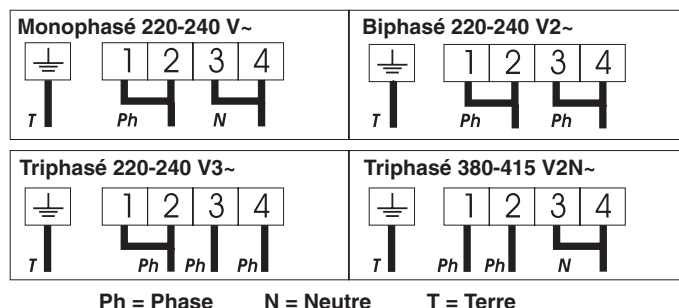 Monophasé 220-240 V~
1 2 3 4
T Ph N
Biphasé 220-240 V2~
1 2 3 4
T Ph Ph
Triphasé 220-240 V3~
1 2 3 4
T Ph Ph Ph
Triphasé 380-415 V2N~
1 2 3 4
T Ph Ph N
Ph = Phase N = Neutre T = Terre